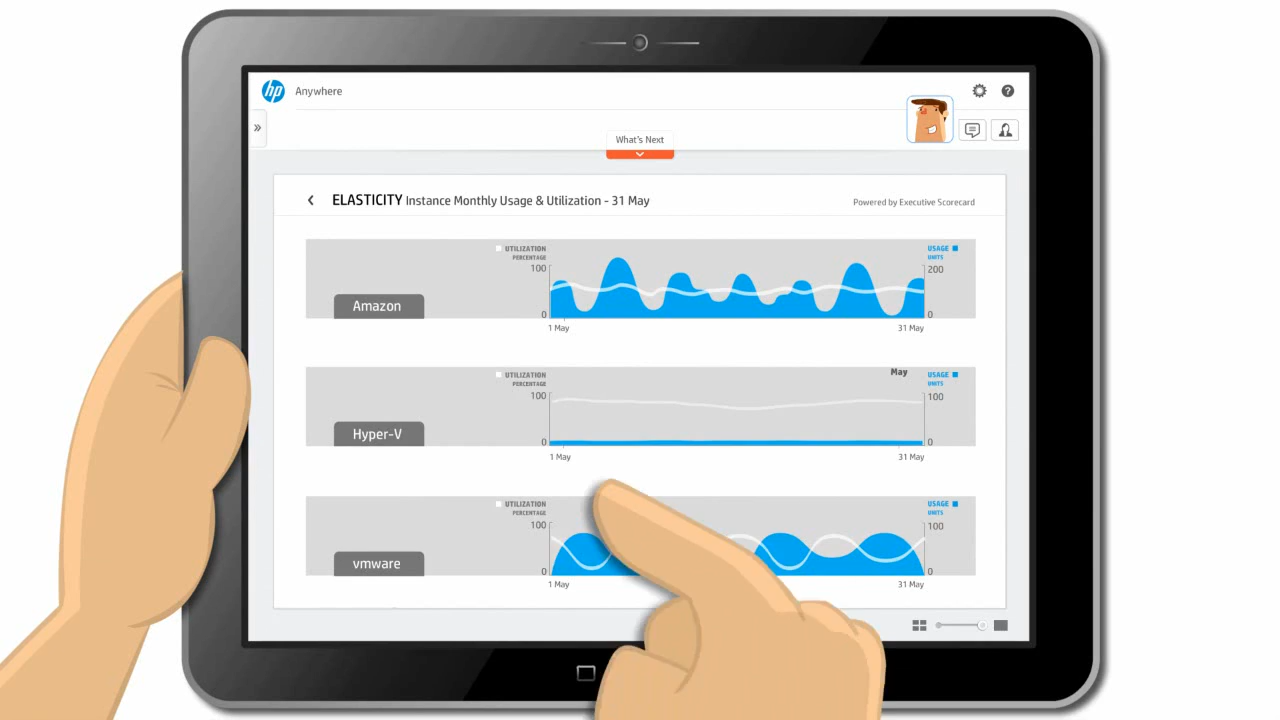 hp Anywhere
What's Next
ELASTICITY Instance Monthly Usage & Utilization - 31 May
Powered by Executive Scorecard
UTILIZATION
PERCENTAGE
USAGE
UNITS
100
200
Amazon
0
0
1 May
31 May
UTILIZATION
PERCENTAGE
May
USAGE
UNITS
100
100
Hyper-V
0
0
1 May
31 May
UTILIZATION
PERCENTAGE
USAGE
UNITS
100
100
vmware
0
0
1 May
31 May